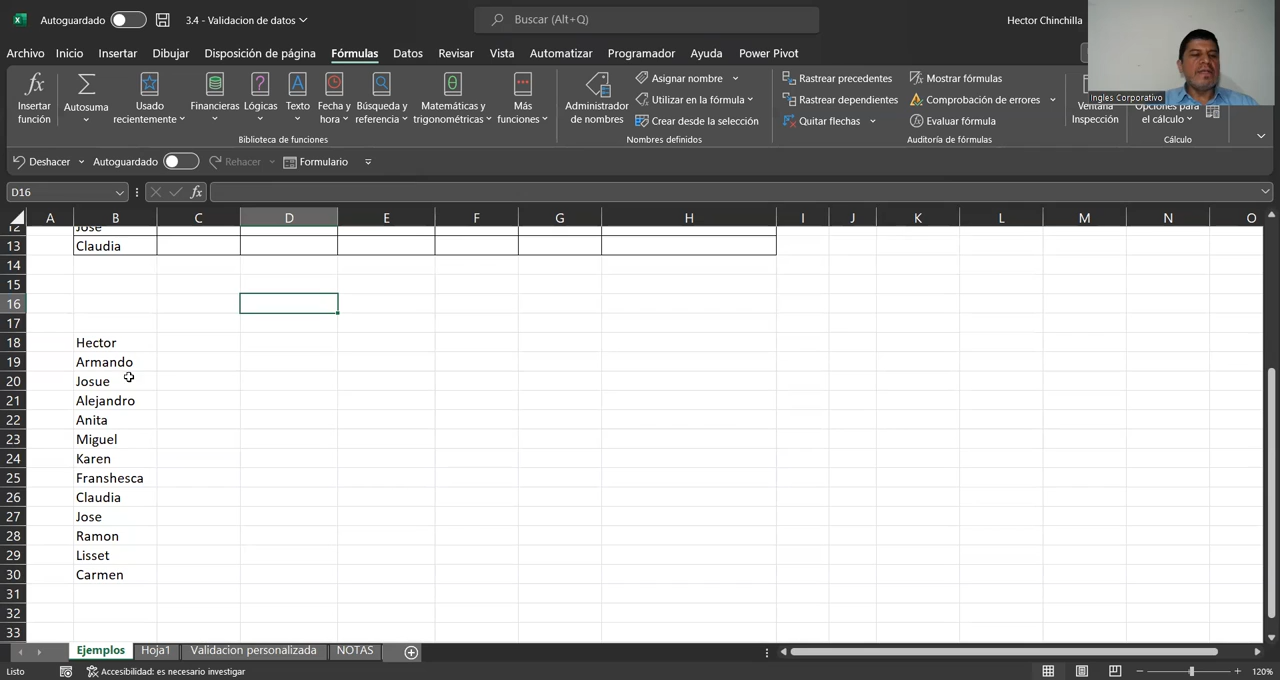 Autoguardado
3.4 - Validacion de datos
Buscar (Alt+Q)
Hector Chinchilla
Archivo Inicio Insertar Dibujar Disposición de página Fórmulas Datos Revisar Vista Automatizar Programador Ayuda Power Pivot
Insertar función
Autosuma
Usado recientemente
Financieras
Lógicas
Texto
Fecha y hora
Búsqueda y referencia
Matemáticas y trigonométricas
Más funciones
Biblioteca de funciones
Administrador de nombres
Asignar nombre
Utilizar en la fórmula
Crear desde la selección
Nombres definidos
Rastrear precedentes
Rastrear dependientes
Quitar flechas
Mostrar fórmulas
Comprobación de errores
Evaluar fórmula
Auditoría de fórmulas
Ventana Inspección
Opciones para el cálculo
Cálculo
Ingles Corporativo
Deshacer Autoguardado Rehacer Formulario
D16 fx
A B C D E F G H I J K L M N O
12 Jose
13 Claudia
14
15
16
17
18 Hector
19 Armando
20 Josue
21 Alejandro
22 Anita
23 Miguel
24 Karen
25 Franshesca
26 Claudia
27 Jose
28 Ramon
29 Lisset
30 Carmen
31
32
33
Ejemplos Hoja1 Validacion personalizada NOTAS
Listo Accesibilidad: es necesario investigar 120%